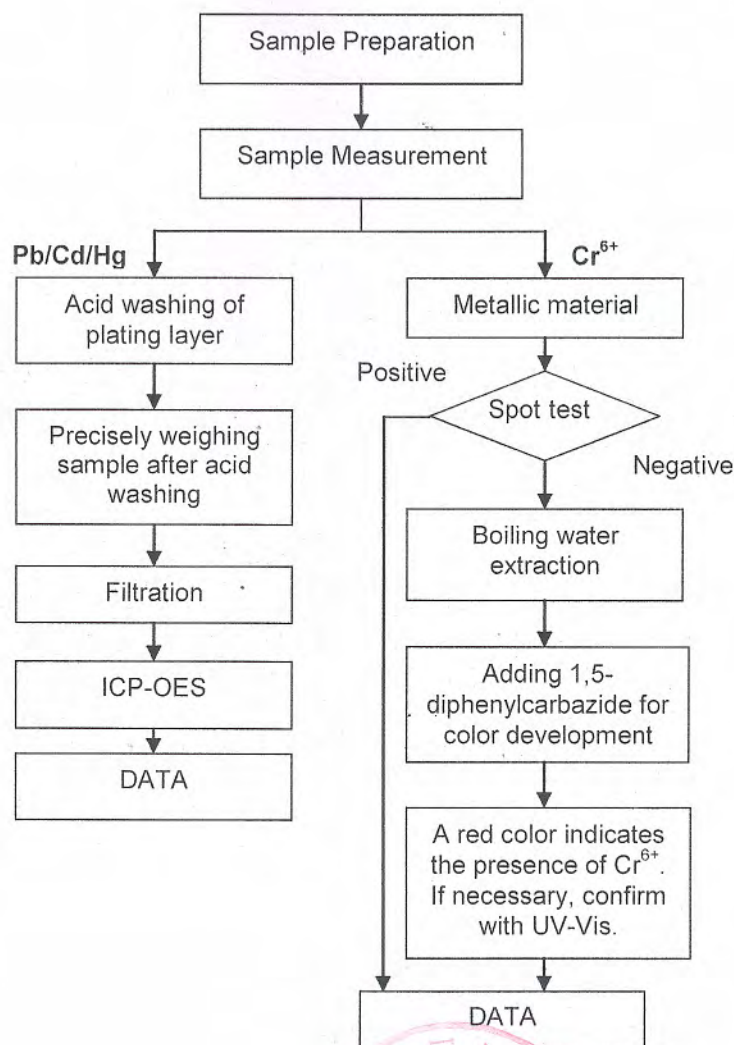 Sample Preparation
Sample Measurement
Pb/Cd/Hg
Acid washing of
plating layer
Precisely weighing
sample after acid
washing
Filtration
ICP-OES
DATA
Cr⁶⁺
Metallic material
Positive
Spot test
Negative
Boiling water
extraction
Adding 1,5-
diphenylcarbazide for
color development
A red color indicates
the presence of Cr⁶⁺.
If necessary, confirm
with UV-Vis.
DATA